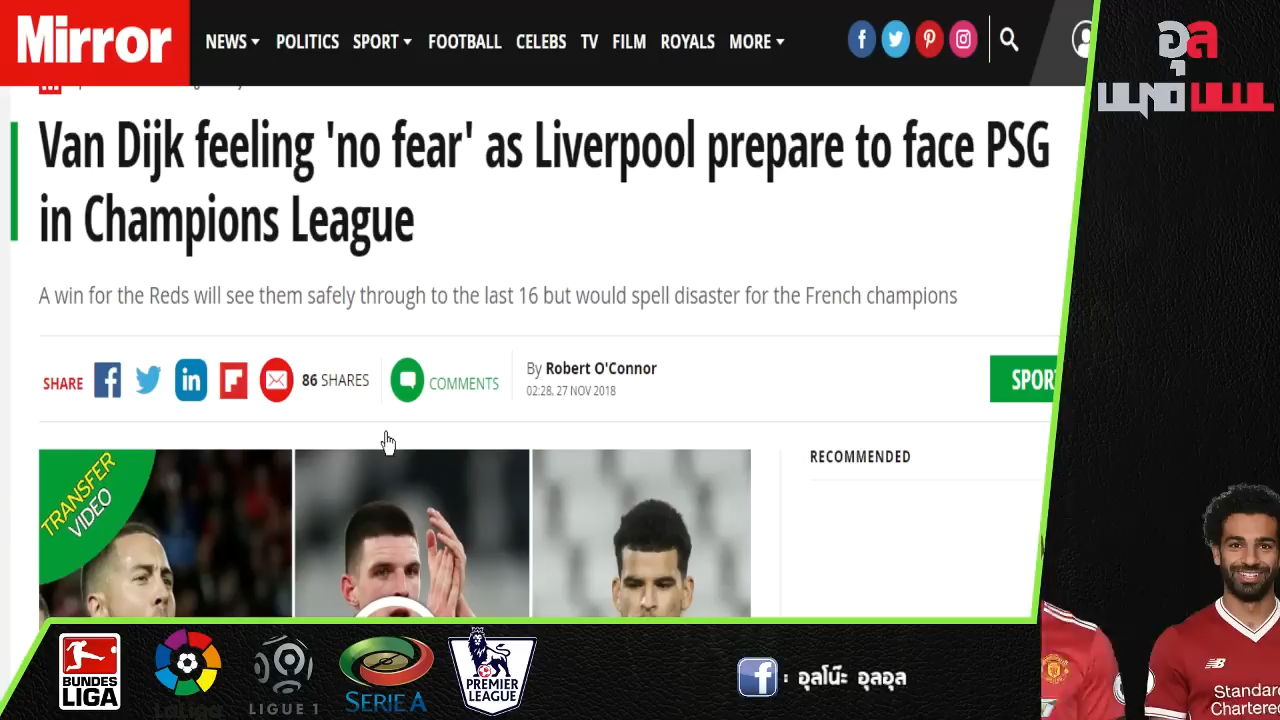 Mirror
NEWS POLITICS SPORT FOOTBALL CELEBS TV FILM ROYALS MORE
อุล
Van Dijk feeling 'no fear' as Liverpool prepare to face PSG
in Champions League
A win for the Reds will see them safely through to the last 16 but would spell disaster for the French champions
SHARE 86 SHARES COMMENTS
By Robert O'Connor
02:28, 27 NOV 2018
SPORT
RECOMMENDED
TRANSFER
VIDEO
BUNDES
LIGA
LaLiga
LIGUE 1
SERIE A
PREMIER
LEAGUE
: อุลโน๊ะ อุลอุล
Standard
Chartered